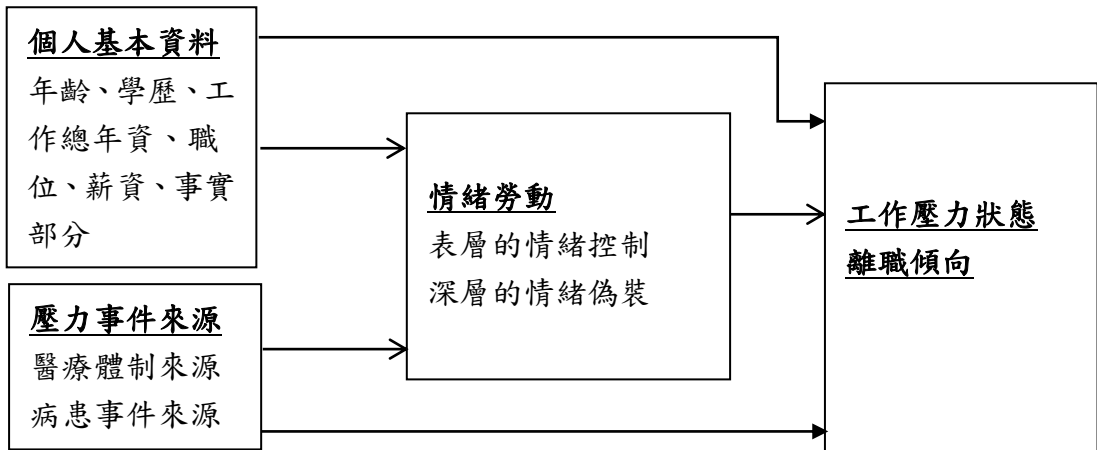 個人基本資料
年齡、學歷、工
作總年資、職
位、薪資、事實
部分
壓力事件來源
醫療體制來源
病患事件來源
情緒勞動
表層的情緒控制
深層的情緒偽裝
工作壓力狀態
離職傾向